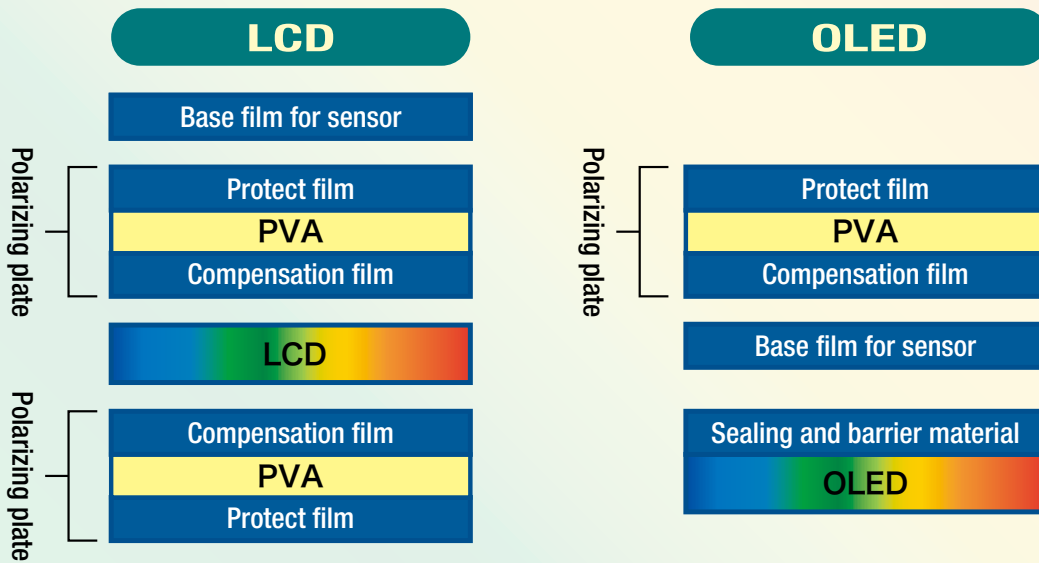 LCD
Base film for sensor
Polarizing plate
Protect film
PVA
Compensation film
LCD
Polarizing plate
Compensation film
PVA
Protect film
OLED
Polarizing plate
Protect film
PVA
Compensation film
Base film for sensor
Sealing and barrier material
OLED